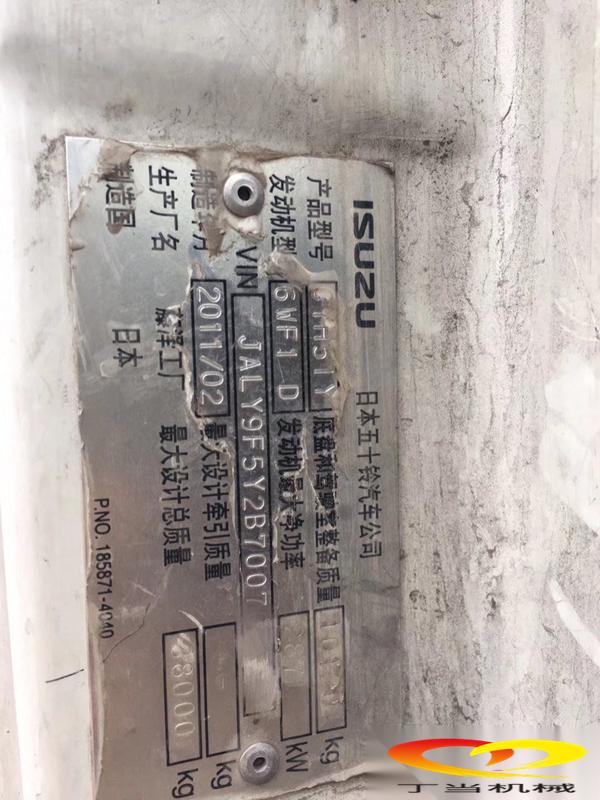 ISUZU 日本五十铃汽车公司
产品型号 底盘和驾驶室整备质量 kg
发动机型 6WF1D 发动机最大净功率 287 kW
VIN JALY9F5Y2B7007
制造年月 2011/02 最大设计牵引质量 -- kg
生产厂名 藤泽工厂 最大设计总质量 48000 kg
制造国 日本
P.NO. 185871-4040
丁当机械